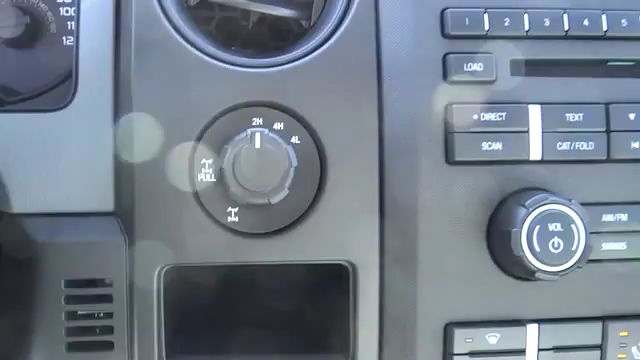 100
11
12
2H
4H
4L
PULL
1 2 3 4 5
LOAD
DIRECT
TEXT
SCAN
CAT/FOLD
VOL
AM/FM
SIRIUS